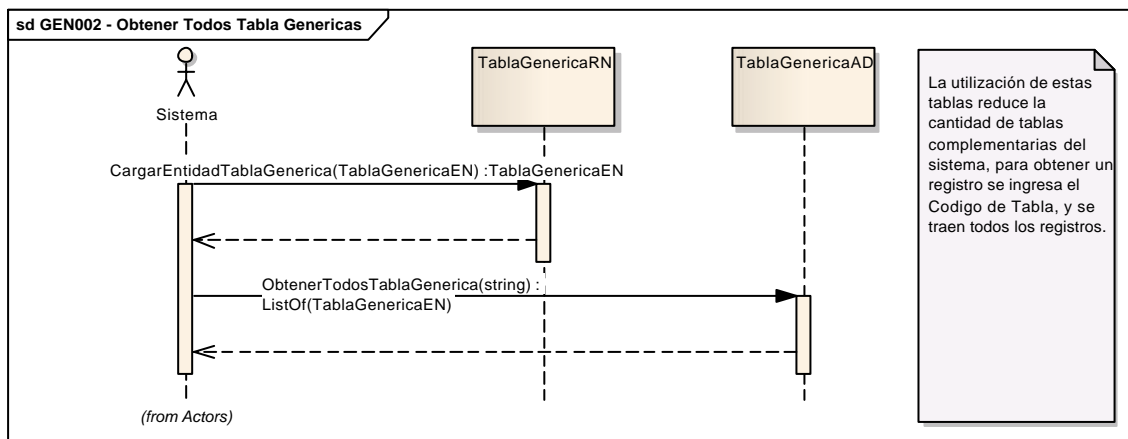 sd GEN002 - Obtener Todos Tabla Genericas
Sistema
TablaGenericaRN
TablaGenericaAD
La utilización de estas
tablas reduce la
cantidad de tablas
complementarias del
sistema, para obtener un
registro se ingresa el
Codigo de Tabla, y se
traen todos los registros.
CargarEntidadTablaGenerica(TablaGenericaEN) :TablaGenericaEN
ObtenerTodosTablaGenerica(string) :
ListOf(TablaGenericaEN)
(from Actors)